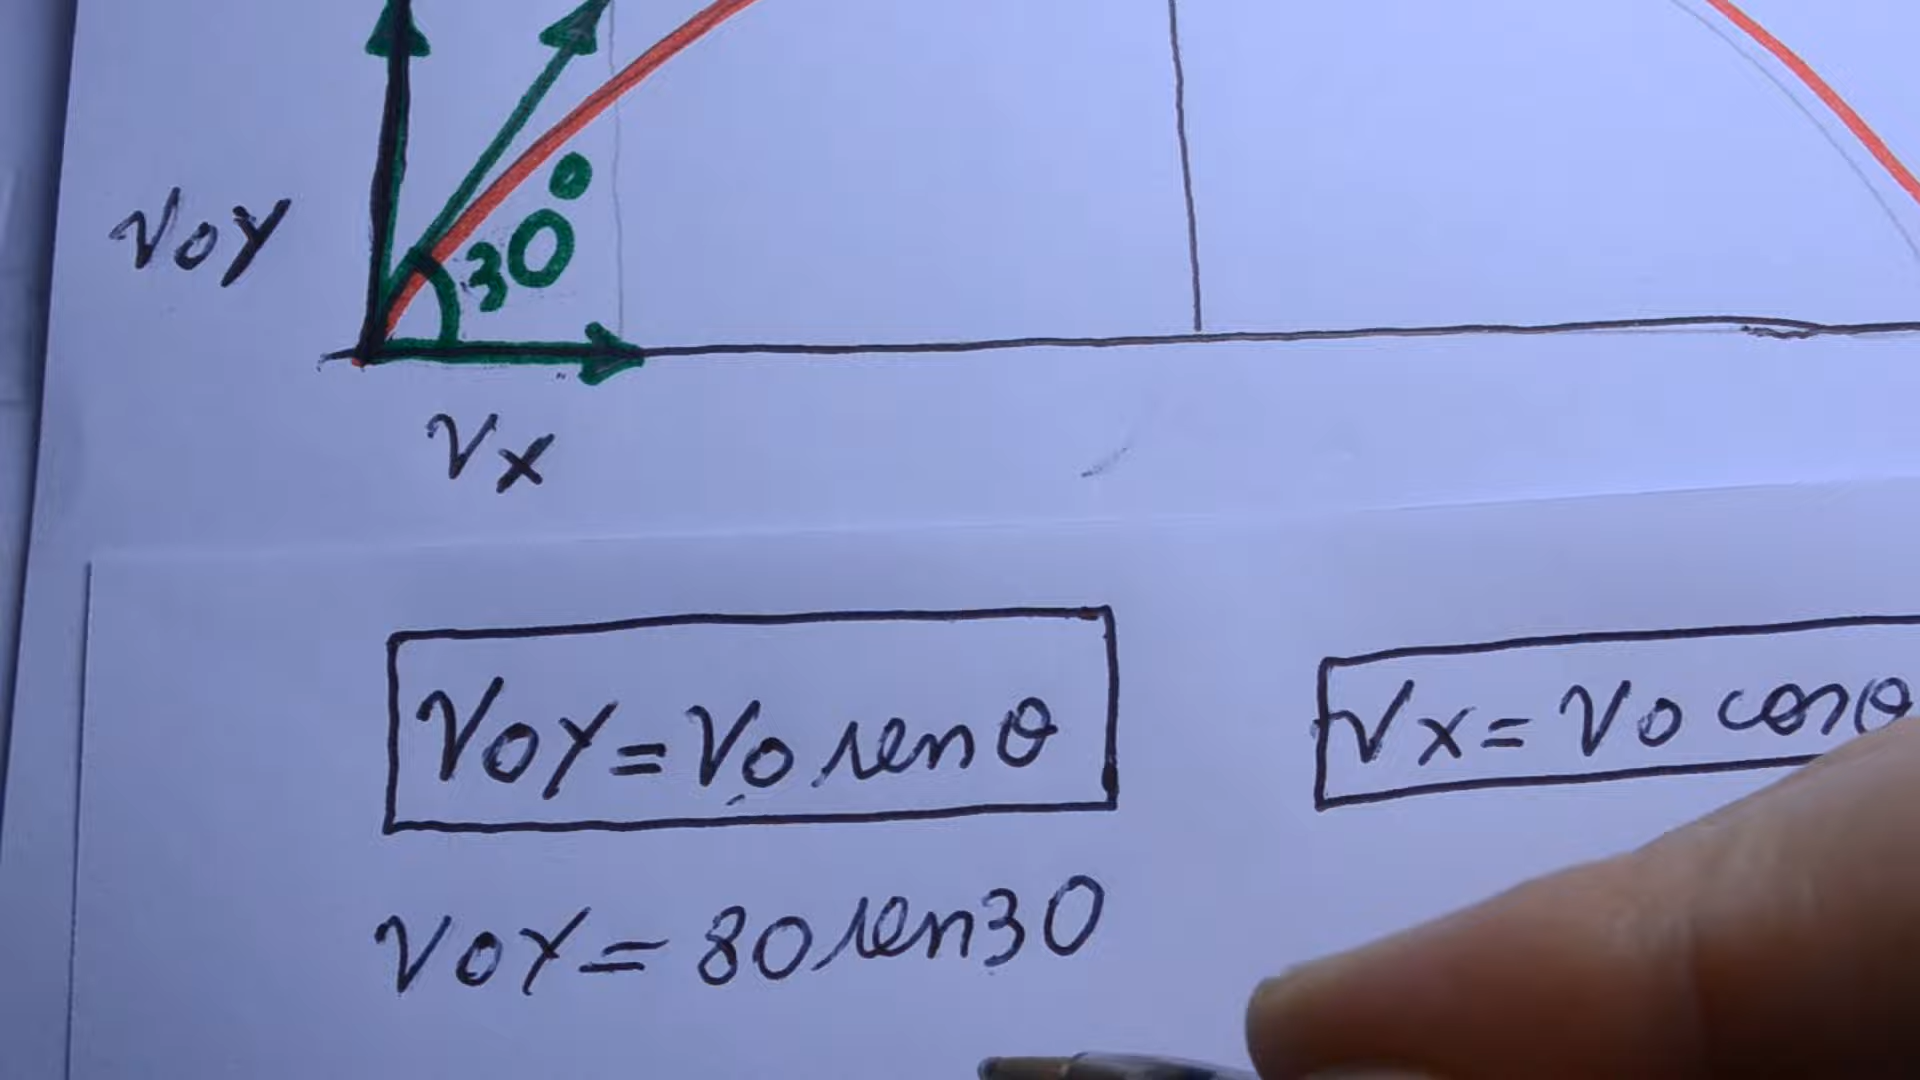 VOY
30°
VX
VOY = VO sen θ
VX = VO cos θ
VOY = 80 sen 30